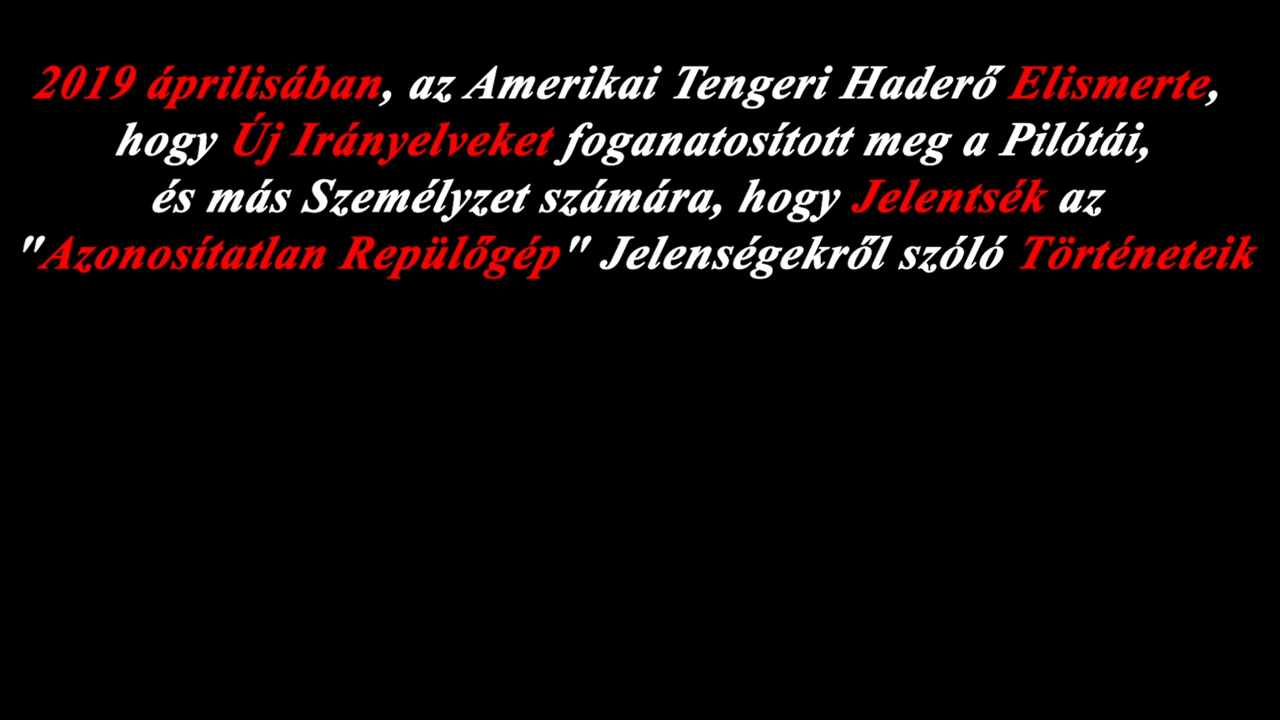 2019 áprilisában, az Amerikai Tengeri Haderő Elismerte,
hogy Új Irányelveket foganatosított meg a Pilótái,
és más Személyzet számára, hogy Jelentsék az
"Azonosítatlan Repülőgép" Jelenségekről szóló Történeteik